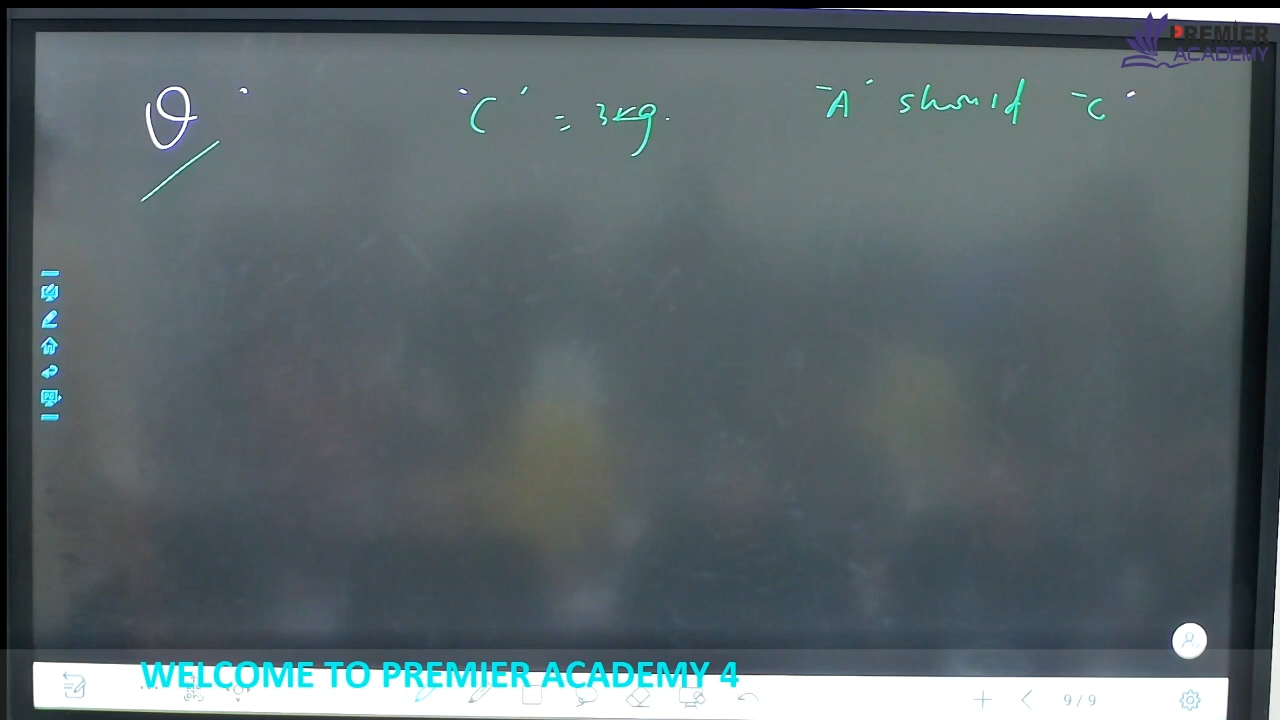 PREMIER
ACADEMY
Q " "C" = 3kg. "A" should "C"
WELCOME TO PREMIER ACADEMY 4
9/9